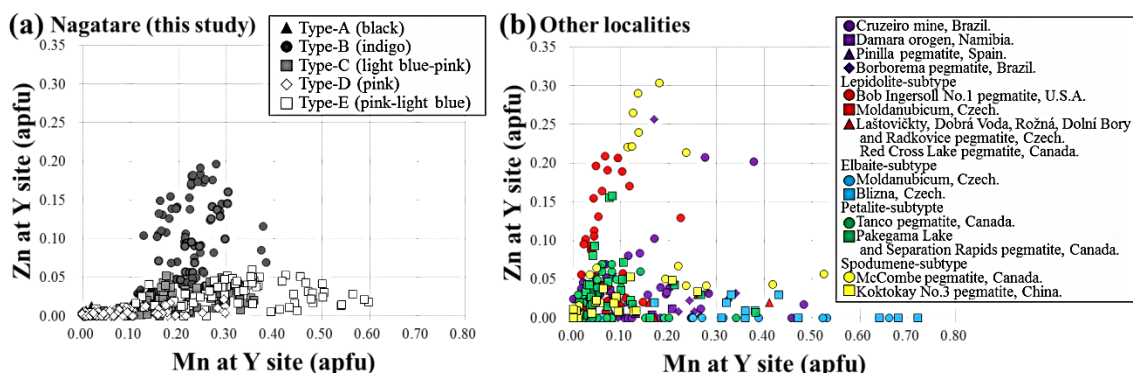 (a) Nagatare (this study)
Type-A (black)
Type-B (indigo)
Type-C (light blue-pink)
Type-D (pink)
Type-E (pink-light blue)
0.35
0.30
0.25
0.20
0.15
0.10
0.05
0.00
Zn at Y site (apfu)
0.00 0.10 0.20 0.30 0.40 0.50 0.60 0.70 0.80
Mn at Y site (apfu)
(b) Other localities
0.35
0.30
0.25
0.20
0.15
0.10
0.05
0.00
Zn at Y site (apfu)
0.00 0.10 0.20 0.30 0.40 0.50 0.60 0.70 0.80
Mn at Y site (apfu)
Cruzeiro mine, Brazil.
Damara orogen, Namibia.
Pinilla pegmatite, Spain.
Borborema pegmatite, Brazil.
Lepidolite-subtype
Bob Ingersoll No.1 pegmatite, U.S.A.
Moldanubicum, Czech.
Laštovičky, Dobrá Voda, Rožná, Dolní Bory
and Radkovice pegmatite, Czech.
Red Cross Lake pegmatite, Canada.
Elbaite-subtype
Moldanubicum, Czech.
Blizna, Czech.
Petalite-subtypte
Tanco pegmatite, Canada.
Pakegama Lake
and Separation Rapids pegmatite, Canada.
Spodumene-subtype
McCombe pegmatite, Canada.
Koktokay No.3 pegmatite, China.